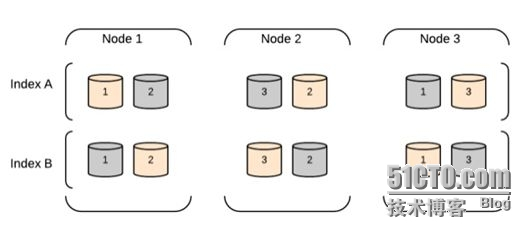 Node 1 Node 2 Node 3
Index A
1 2 3 2 1 3
Index B
1 2 3 2 1 3
51CTO.com
技术博客 Blog